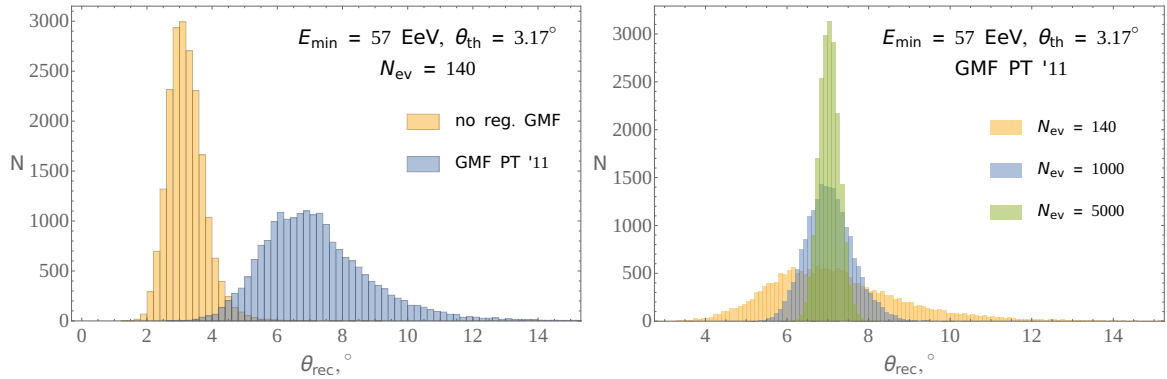 E_min = 57 EeV, θ_th = 3.17°
N_ev = 140
no reg. GMF
GMF PT '11
N
3000
2500
2000
1500
1000
500
0
0 2 4 6 8 10 12 14
θ_rec, °
E_min = 57 EeV, θ_th = 3.17°
GMF PT '11
N_ev = 140
N_ev = 1000
N_ev = 5000
N
3000
2500
2000
1500
1000
500
0
4 6 8 10 12 14
θ_rec, °